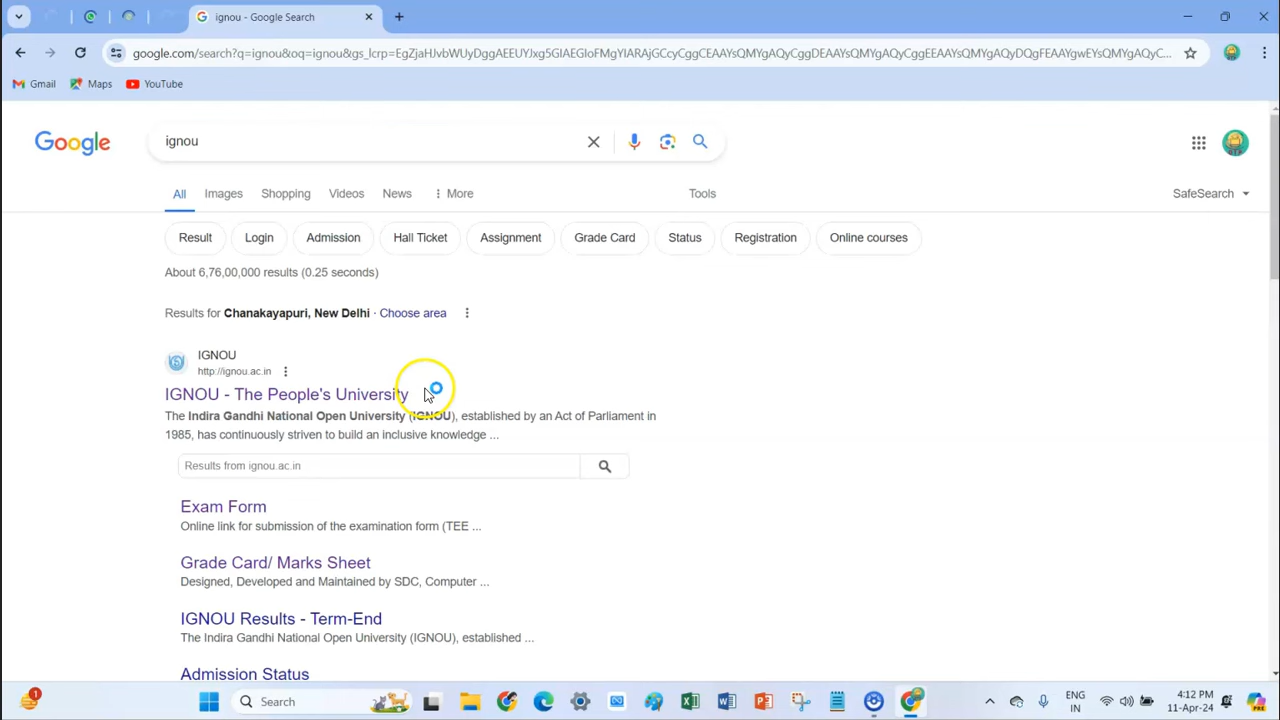 ignou - Google Search
google.com/search?q=ignou&oq=ignou&gs_lcrp=EgZjaHJvbWUyDggAEEUYJxg5GIAEGIoFMgYIARAjGCcyCggCEAAYsQMYgAQyDQgDEAAYsQMYgAQyCggEEAAYsQMYgAQyDQgFEAAYgwEYsQMYgAQyC...
Gmail Maps YouTube
Google ignou
All Images Shopping Videos News More Tools SafeSearch
Result Login Admission Hall Ticket Assignment Grade Card Status Registration Online courses
About 6,76,00,000 results (0.25 seconds)
Results for Chanakayapuri, New Delhi · Choose area
IGNOU
http://ignou.ac.in
IGNOU - The People's University
The Indira Gandhi National Open University (IGNOU), established by an Act of Parliament in
1985, has continuously striven to build an inclusive knowledge ...
Results from ignou.ac.in
Exam Form
Online link for submission of the examination form (TEE ...
Grade Card/ Marks Sheet
Designed, Developed and Maintained by SDC, Computer ...
IGNOU Results - Term-End
The Indira Gandhi National Open University (IGNOU), established ...
Admission Status
1 Search ENG 4:12 PM
IN 11-Apr-24